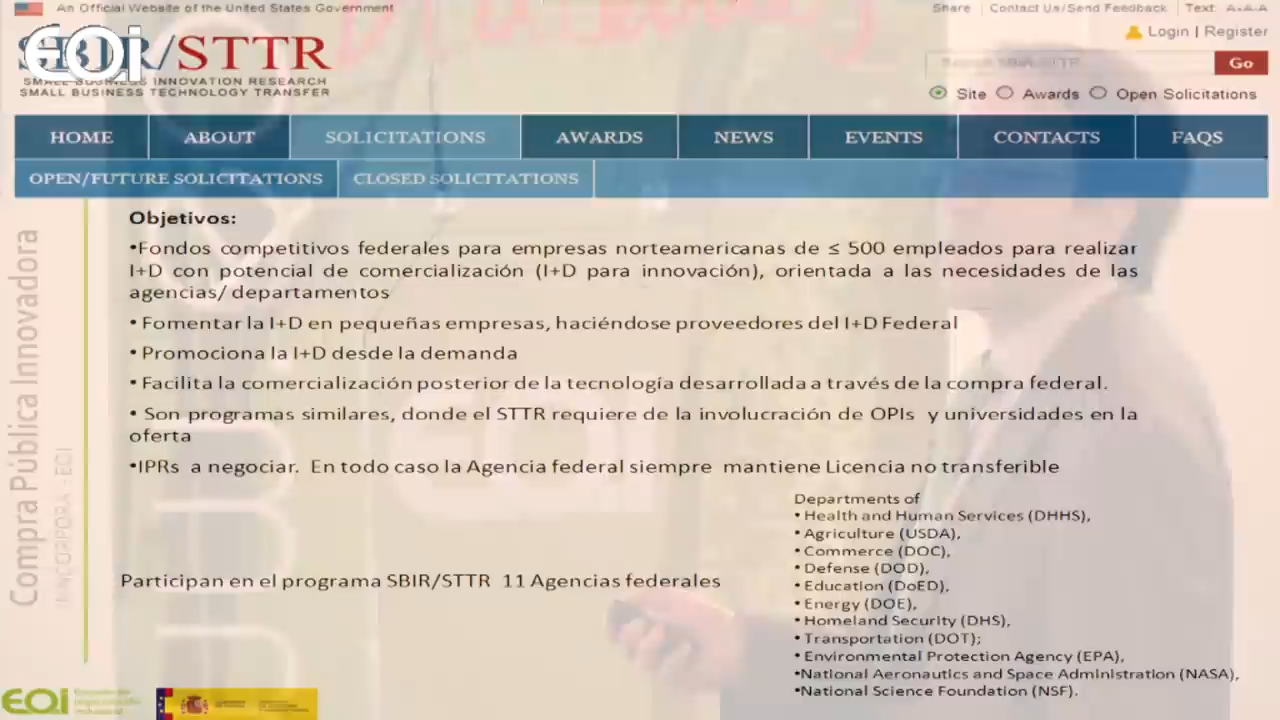 An Official Website of the United States Government
Share | Contact Us/Send Feedback | Text: A-A-A
Login | Register
EOi
SBIR/STTR
SMALL BUSINESS INNOVATION RESEARCH
SMALL BUSINESS TECHNOLOGY TRANSFER
Search SBIR/STTR
Go
Site Awards Open Solicitations
HOME ABOUT SOLICITATIONS AWARDS NEWS EVENTS CONTACTS FAQS
OPEN/FUTURE SOLICITATIONS CLOSED SOLICITATIONS
Compra Pública Innovadora
INNCORPORA - EOI
Objetivos:
•Fondos competitivos federales para empresas norteamericanas de ≤ 500 empleados para realizar
I+D con potencial de comercialización (I+D para innovación), orientada a las necesidades de las
agencias/ departamentos
• Fomentar la I+D en pequeñas empresas, haciéndose proveedores del I+D Federal
• Promociona la I+D desde la demanda
• Facilita la comercialización posterior de la tecnología desarrollada a través de la compra federal.
• Son programas similares, donde el STTR requiere de la involucración de OPIs y universidades en la
oferta
•IPRs a negociar. En todo caso la Agencia federal siempre mantiene Licencia no transferible
Participan en el programa SBIR/STTR 11 Agencias federales
Departments of
• Health and Human Services (DHHS),
• Agriculture (USDA),
• Commerce (DOC),
• Defense (DOD),
• Education (DoED),
• Energy (DOE),
• Homeland Security (DHS),
• Transportation (DOT);
• Environmental Protection Agency (EPA),
•National Aeronautics and Space Administration (NASA),
•National Science Foundation (NSF).
EOi